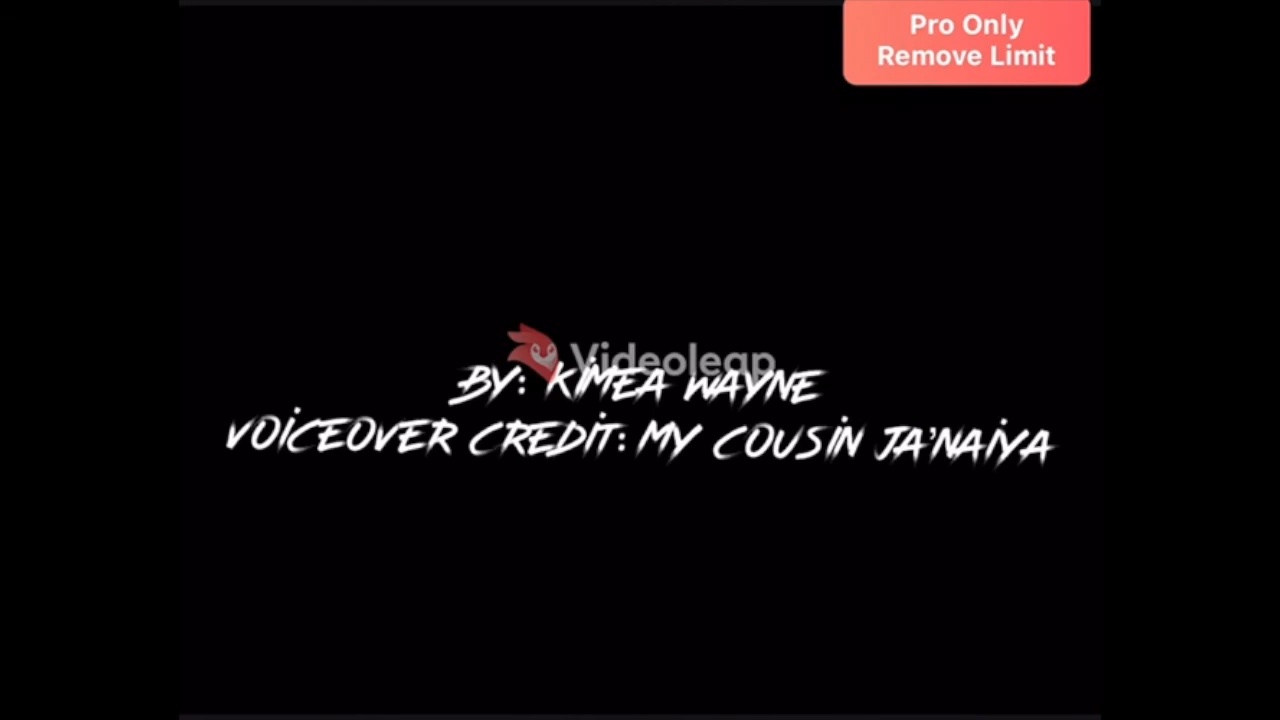 Pro Only
Remove Limit
Videoleap
BY: KIMEA WAYNE
VOICEOVER CREDIT: MY COUSIN JA'NAIYA